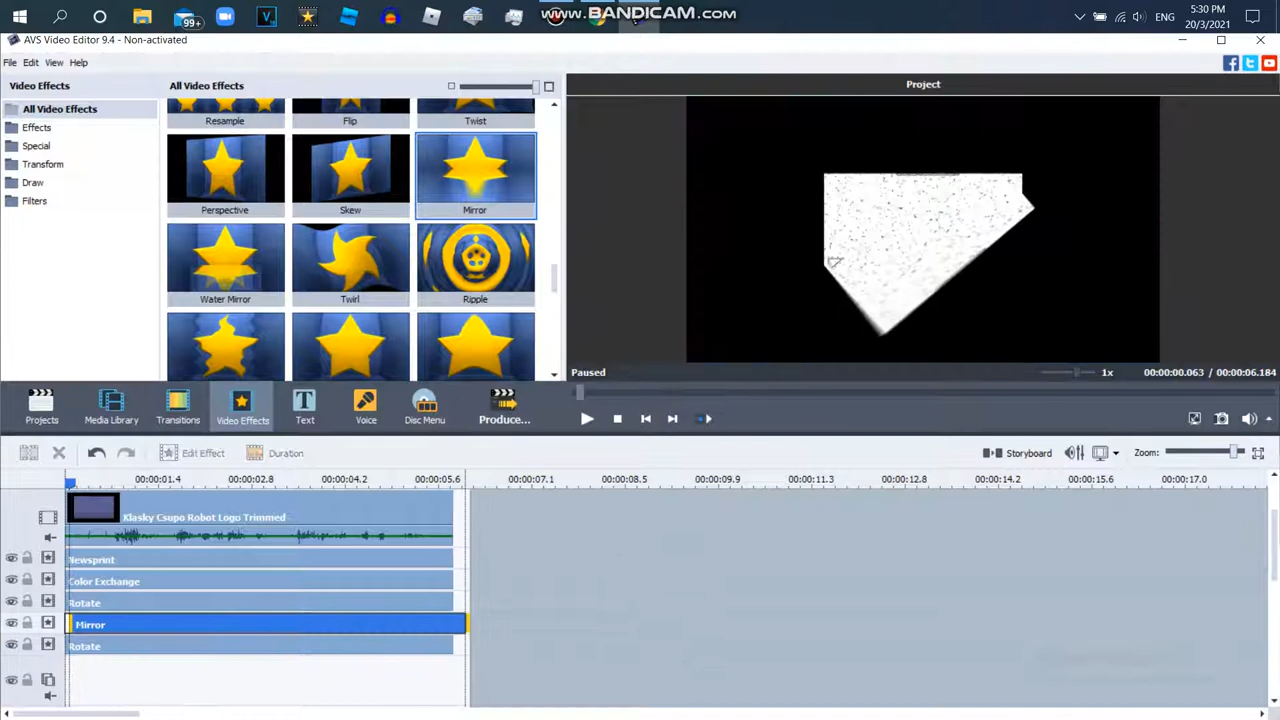 99+
www.BANDICAM.com
ENG
5:30 PM
20/3/2021
AVS Video Editor 9.4 - Non-activated
File Edit View Help
Video Effects
All Video Effects
Effects
Special
Transform
Draw
Filters
All Video Effects
Resample
Flip
Twist
Perspective
Skew
Mirror
Water Mirror
Twirl
Ripple
Project
Paused
1x
00:00:00.063 / 00:00:06.184
Projects
Media Library
Transitions
Video Effects
Text
Voice
Disc Menu
Produce...
Edit Effect
Duration
Storyboard
Zoom:
00:00:01.4 00:00:02.8 00:00:04.2 00:00:05.6 00:00:07.1 00:00:08.5 00:00:09.9 00:00:11.3 00:00:12.8 00:00:14.2 00:00:15.6 00:00:17.0
Klasky Csupo Robot Logo Trimmed
Newsprint
Color Exchange
Rotate
Mirror
Rotate